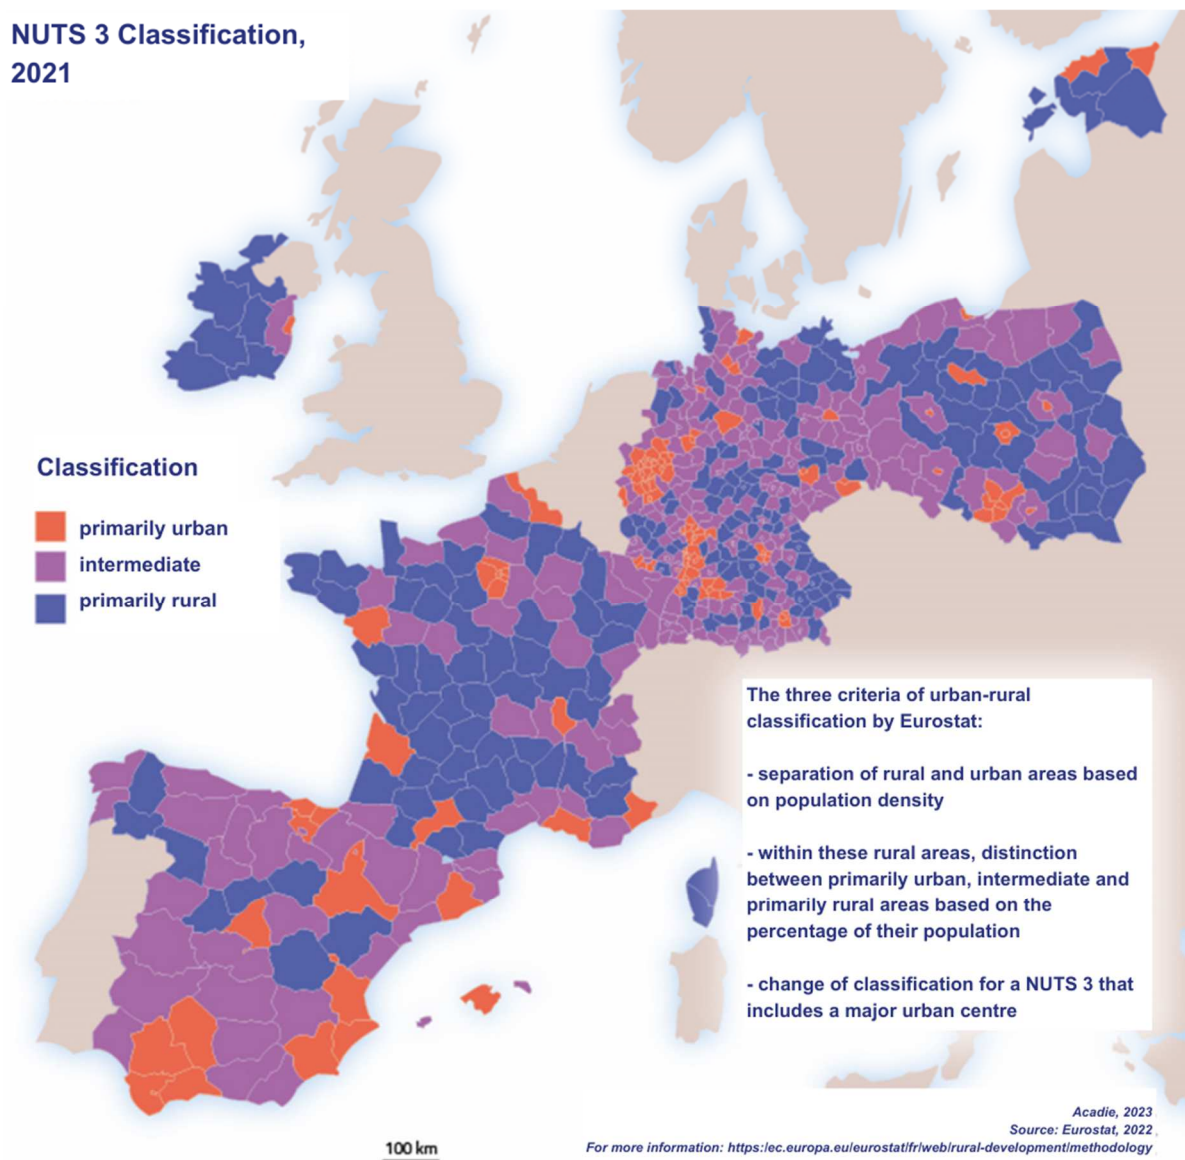 NUTS 3 Classification,
2021
Classification
primarily urban
intermediate
primarily rural
The three criteria of urban-rural
classification by Eurostat:
- separation of rural and urban areas based
on population density
- within these rural areas, distinction
between primarily urban, intermediate and
primarily rural areas based on the
percentage of their population
- change of classification for a NUTS 3 that
includes a major urban centre
100 km
Acadie, 2023
Source: Eurostat, 2022
For more information: https:/ec.europa.eu/eurostat/fr/web/rural-development/methodology